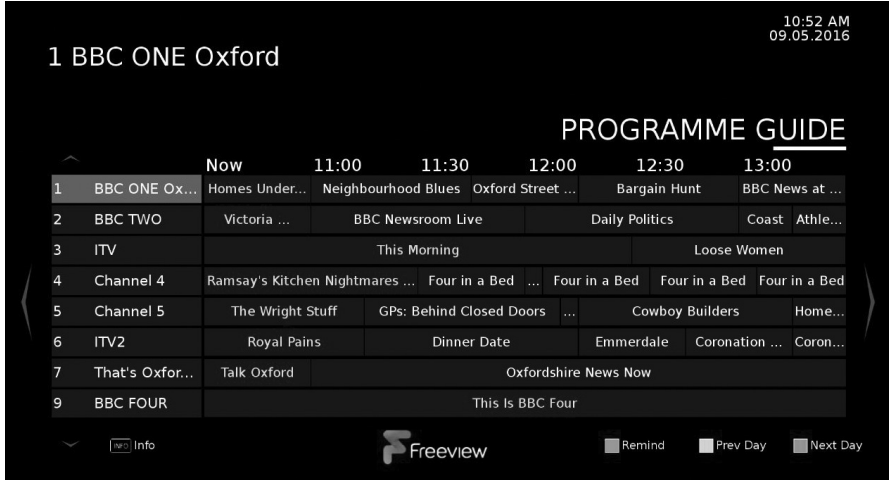 10:52 AM
09.05.2016
1 BBC ONE Oxford
PROGRAMME GUIDE
Now 11:00 11:30 12:00 12:30 13:00
1 BBC ONE Ox... Homes Under... Neighbourhood Blues Oxford Street ... Bargain Hunt BBC News at ...
2 BBC TWO Victoria ... BBC Newsroom Live Daily Politics Coast Athle...
3 ITV This Morning Loose Women
4 Channel 4 Ramsay's Kitchen Nightmares ... Four in a Bed ... Four in a Bed Four in a Bed Four in a Bed
5 Channel 5 The Wright Stuff GPs: Behind Closed Doors ... Cowboy Builders Home...
6 ITV2 Royal Pains Dinner Date Emmerdale Coronation ... Coron...
7 That's Oxfor... Talk Oxford Oxfordshire News Now
9 BBC FOUR This Is BBC Four
INFO Info Freeview Remind Prev Day Next Day